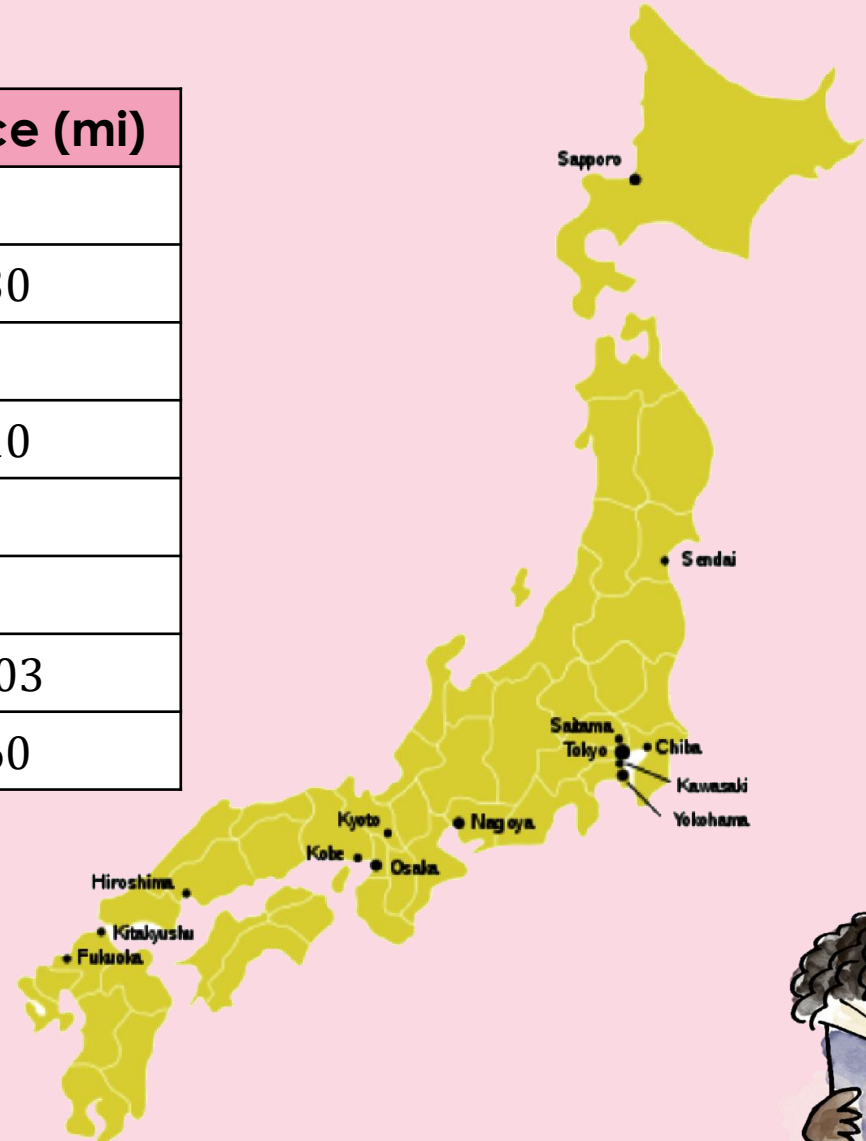 ce (mi)
30
10
03
60
Sapporo
Sendai
Saitama
Tokyo
Chiba
Kawasaki
Yokohama
Kyoto
Nagoya
Kobe
Osaka
Hiroshima
Kitakyushu
Fukuoka